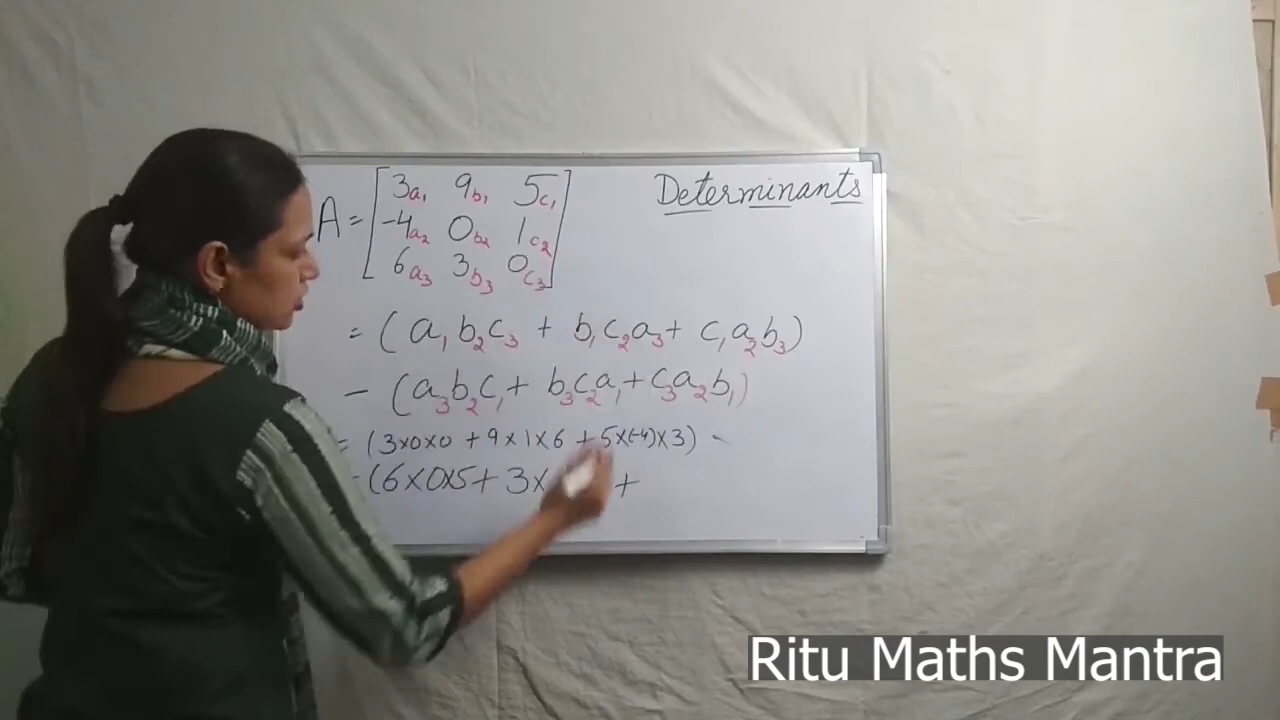 Determinants
3a₁ 9b₁ 5c₁
A = -4a₂ 0b₂ 1c₂
6a₃ 3b₃ 0c₃
= (a₁b₂c₃ + b₁c₂a₃ + c₁a₂b₃)
- (a₃b₂c₁ + b₃c₂a₁ + c₃a₂b₁)
= (3×0×0 + 9×1×6 + 5×(-4)×3) -
- (6×0×5 + 3× +
Ritu Maths Mantra